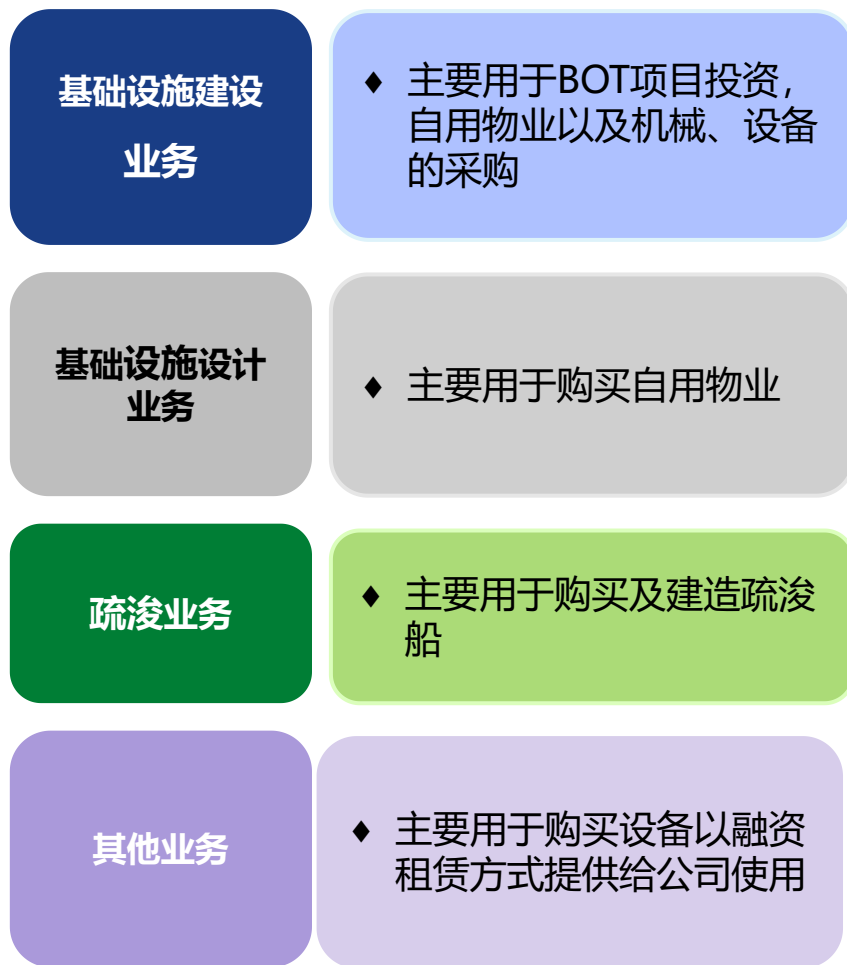 基础设施建设
业务
♦ 主要用于BOT项目投资，
自用物业以及机械、设备
的采购
基础设施设计
业务
♦ 主要用于购买自用物业
疏浚业务
♦ 主要用于购买及建造疏浚
船
其他业务
♦ 主要用于购买设备以融资
租赁方式提供给公司使用